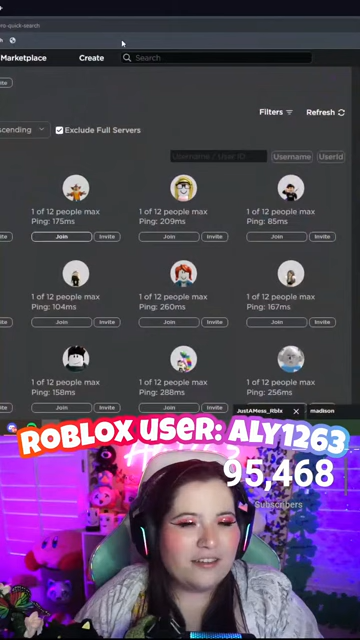 ers-quick-search
Marketplace
Create
Search
ite
Filters
Refresh
scending
Exclude Full Servers
Username / User ID
Username
UserId
1 of 12 people max
Ping: 175ms
Join
Invite
1 of 12 people max
Ping: 209ms
Join
Invite
1 of 12 people max
Ping: 85ms
Join
Invite
1 of 12 people max
Ping: 104ms
Join
Invite
1 of 12 people max
Ping: 260ms
Join
Invite
1 of 12 people max
Ping: 167ms
Join
Invite
1 of 12 people max
Ping: 158ms
Join
Invite
1 of 12 people max
Ping: 288ms
Join
Invite
1 of 12 people max
Ping: 256ms
JustAMess_Rblx
madison
ROBLOX USER: ALY1263
95,468
Subscribers